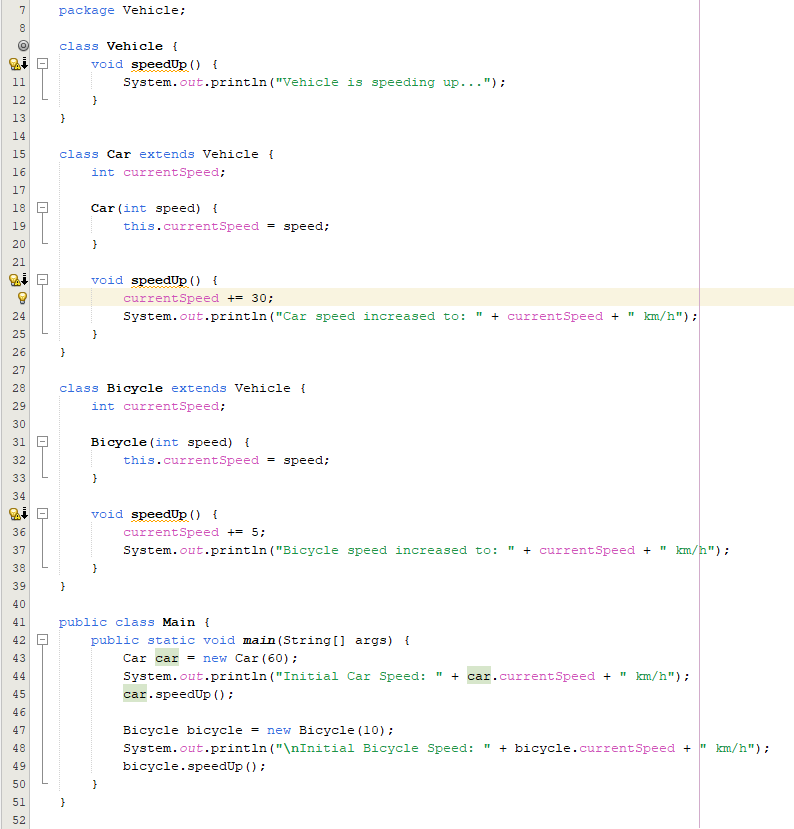 7 package Vehicle;
8
class Vehicle {
void speedUp() {
11 System.out.println("Vehicle is speeding up...");
12 }
13 }
14
15 class Car extends Vehicle {
16 int currentSpeed;
17
18 Car(int speed) {
19 this.currentSpeed = speed;
20 }
21
void speedUp() {
currentSpeed += 30;
24 System.out.println("Car speed increased to: " + currentSpeed + " km/h");
25 }
26 }
27
28 class Bicycle extends Vehicle {
29 int currentSpeed;
30
31 Bicycle(int speed) {
32 this.currentSpeed = speed;
33 }
34
void speedUp() {
36 currentSpeed += 5;
37 System.out.println("Bicycle speed increased to: " + currentSpeed + " km/h");
38 }
39 }
40
41 public class Main {
42 public static void main(String[] args) {
43 Car car = new Car(60);
44 System.out.println("Initial Car Speed: " + car.currentSpeed + " km/h");
45 car.speedUp();
46
47 Bicycle bicycle = new Bicycle(10);
48 System.out.println("\nInitial Bicycle Speed: " + bicycle.currentSpeed + " km/h");
49 bicycle.speedUp();
50 }
51 }
52